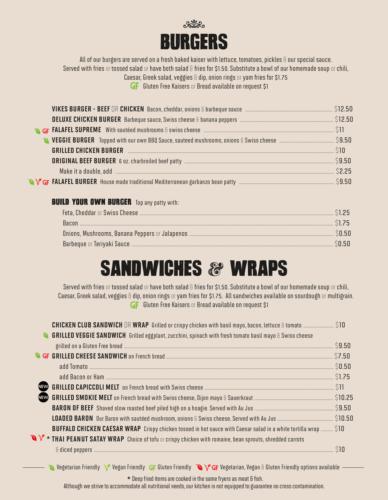 BURGERS
All of our burgers are served on a fresh baked kaiser with lettuce, tomatoes, pickles & our special sauce.
Served with fries or tossed salad or have both salad & fries for $1.50. Substitute a bowl of our homemade soup or chili,
Caesar, Greek salad, veggies & dip, onion rings or yam fries for $1.75
GF Gluten Free Kaisers or Bread available on request $1
VIKES BURGER - BEEF OR CHICKEN Bacon, cheddar, onions & barbeque sauce $12.50
DELUXE CHICKEN BURGER Barbecue sauce, Swiss cheese & banana peppers $12.50
GF FALAFEL SUPREME With sautéed mushrooms & swiss cheese $11
VEGGIE BURGER Topped with our own BBQ Sauce, sauteed mushrooms, onions & Swiss cheese $9.50
GRILLED CHICKEN BURGER $10
ORIGINAL BEEF BURGER 6 oz. charbroiled beef patty $9.50
Make it a double, add $2.25
GF FALAFEL BURGER House made traditional Mediterranean garbanzo bean patty $9.50
BUILD YOUR OWN BURGER Top any patty with:
Feta, Cheddar or Swiss Cheese $1.25
Bacon $1.75
Onions, Mushrooms, Banana Peppers or Jalapenos $0.50
Barbeque or Teriyaki Sauce $0.50
SANDWICHES & WRAPS
Served with fries or tossed salad or have both salad & fries for $1.50. Substitute a bowl of our homemade soup or chili,
Caesar, Greek salad, veggies & dip, onion rings or yam fries for $1.75. All sandwiches available on sourdough or multigrain.
GF Gluten Free Kaisers or Bread available on request $1
CHICKEN CLUB SANDWICH OR WRAP Grilled or crispy chicken with basil mayo, bacon, lettuce & tomato $10
GRILLED VEGGIE SANDWICH Grilled eggplant, zucchini, spinach with fresh tomato basil mayo & Swiss cheese
grilled on a Gluten Free bread $9.50
GF GRILLED CHEESE SANDWICH on French bread $7.50
add Tomato $0.50
add Bacon or Ham $1.75
NEW GRILLED CAPICCOLI MELT on French bread with Swiss cheese $11
NEW GRILLED SMOKIE MELT on French bread with Swiss cheese, Dijon mayo & Sauerkraut $10.25
BARON OF BEEF Shaved slow roasted beef piled high on a hoagie. Served with Au Jus $9.50
LOADED BARON Our Baron with sautéed mushroom, onions & Swiss cheese. Served with Au Jus $10.50
BUFFALO CHICKEN CAESAR WRAP Crispy chicken tossed in hot sauce with Caesar salad in a white tortilla wrap $10
* THAI PEANUT SATAY WRAP Choice of tofu or crispy chicken with romaine, bean sprouts, shredded carrots
& diced peppers $10
Vegetarian Friendly Vegan Friendly GF Gluten Friendly GF Vegetarian, Vegan & Gluten Friendly options available
* Deep fried items are cooked in the same fryers as meat & fish.
Although we strive to accommodate all nutritional needs, our kitchen is not equipped to guarantee no cross contamination.